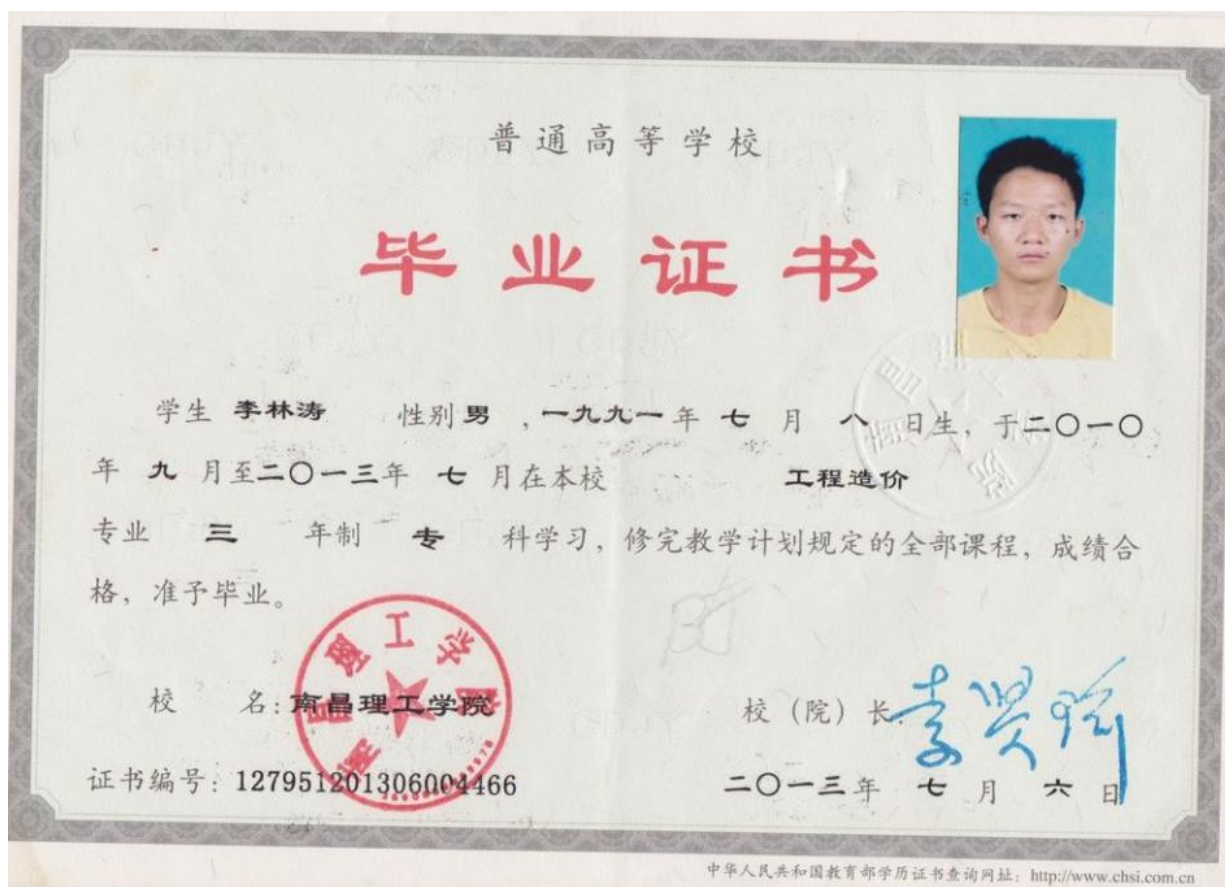 普通高等学校
毕业证书
学生 李林涛 性别男，一九九一年 七 月 八 日生，于二〇一〇
年 九 月至二〇一三年 七 月在本校 工程造价
专业 三 年制 专 科学习，修完教学计划规定的全部课程，成绩合
格，准予毕业。
南昌理工学院
校 名：南昌理工学院
校（院）长：
证书编号：127951201306004466
二〇一三年 七 月 六 日
中华人民共和国教育部学历证书查询网址：http://www.chsi.com.cn